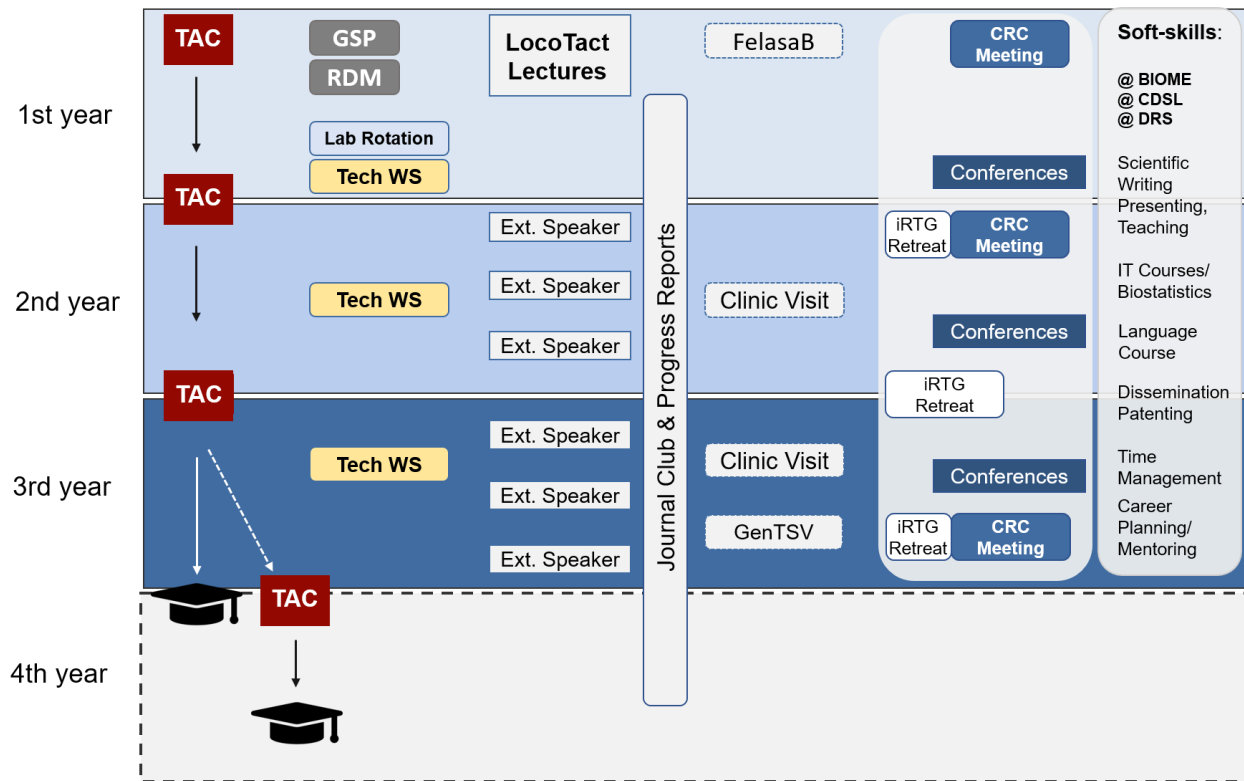 1st year
TAC
GSP
RDM
Lab Rotation
Tech WS
LocoTact
Lectures
FelasaB
CRC
Meeting
Conferences
TAC
2nd year
Tech WS
Ext. Speaker
Ext. Speaker
Ext. Speaker
Clinic Visit
iRTG
Retreat
CRC
Meeting
Conferences
iRTG
Retreat
TAC
3rd year
Tech WS
Ext. Speaker
Ext. Speaker
Ext. Speaker
Clinic Visit
GenTSV
Conferences
iRTG
Retreat
CRC
Meeting
TAC
4th year
Journal Club & Progress Reports
Soft-skills:
@ BIOME
@ CDSL
@ DRS
Scientific
Writing
Presenting,
Teaching
IT Courses/
Biostatistics
Language
Course
Dissemination
Patenting
Time
Management
Career
Planning/
Mentoring